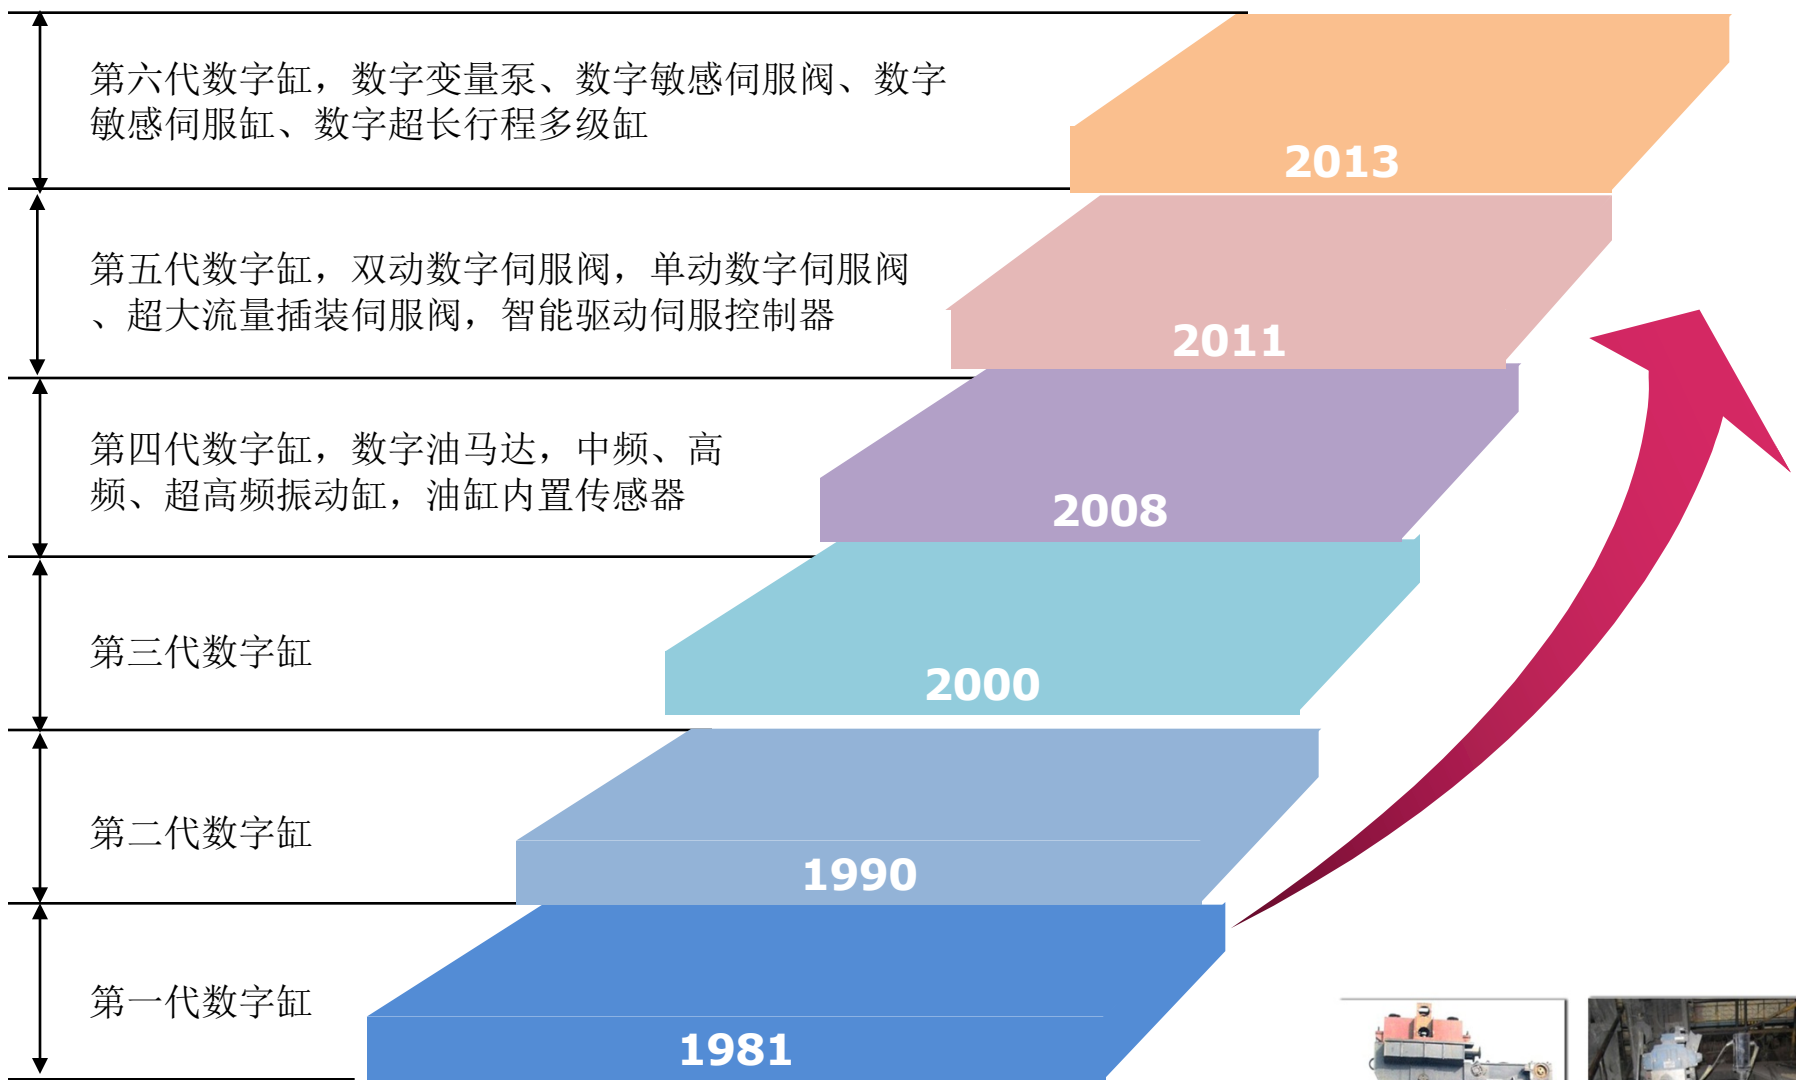 第六代数字缸，数字变量泵、数字敏感伺服阀、数字
敏感伺服缸、数字超长行程多级缸
2013
第五代数字缸，双动数字伺服阀，单动数字伺服阀
、超大流量插装伺服阀，智能驱动伺服控制器
2011
第四代数字缸，数字油马达，中频、高
频、超高频振动缸，油缸内置传感器
2008
第三代数字缸
2000
第二代数字缸
1990
第一代数字缸
1981